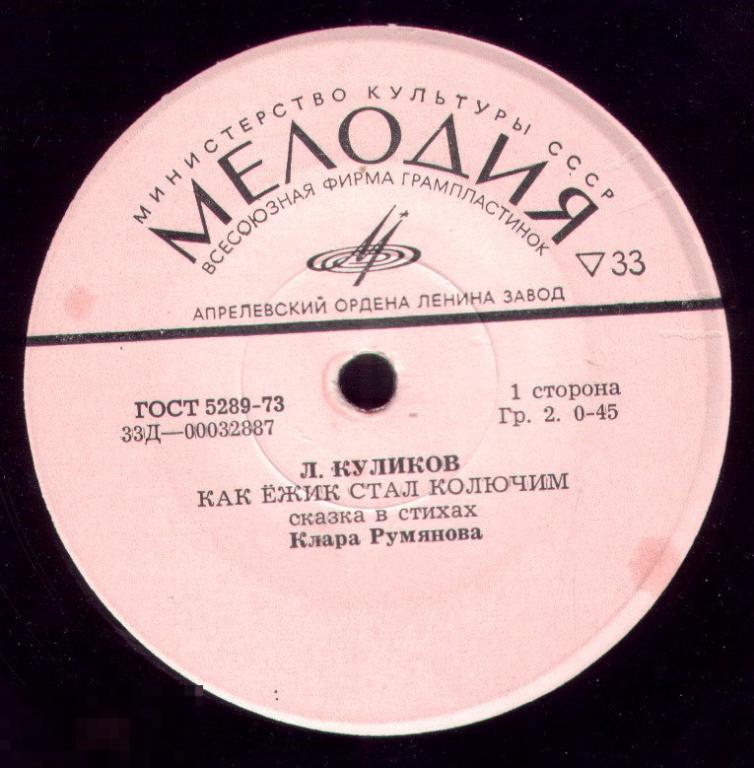 МИНИСТЕРСТВО КУЛЬТУРЫ СССР
МЕЛОДИЯ
ВСЕСОЮЗНАЯ ФИРМА ГРАМПЛАСТИНОК
▽33
АПРЕЛЕВСКИЙ ОРДЕНА ЛЕНИНА ЗАВОД
ГОСТ 5289-73
33Д—00032887
1 сторона
Гр. 2. 0-45
Л. КУЛИКОВ
КАК ЁЖИК СТАЛ КОЛЮЧИМ
сказка в стихах
Клара Румянова